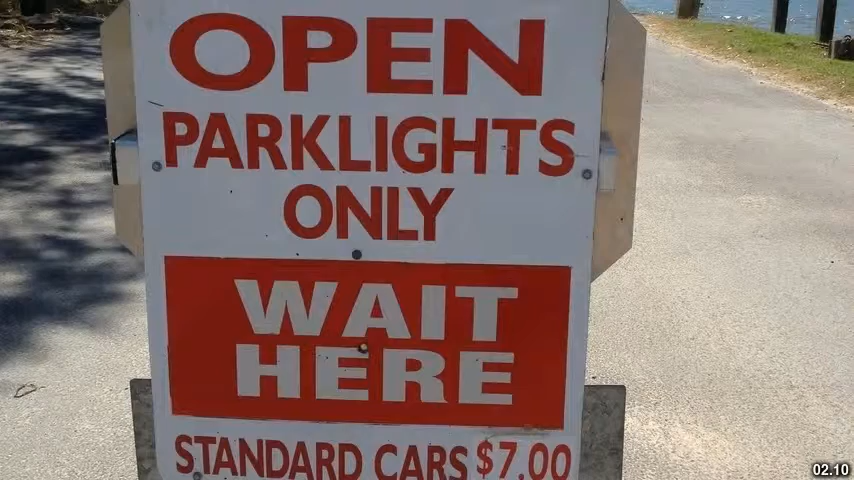 OPEN
PARKLIGHTS
ONLY
WAIT
HERE
STANDARD CARS $7.00
02.10